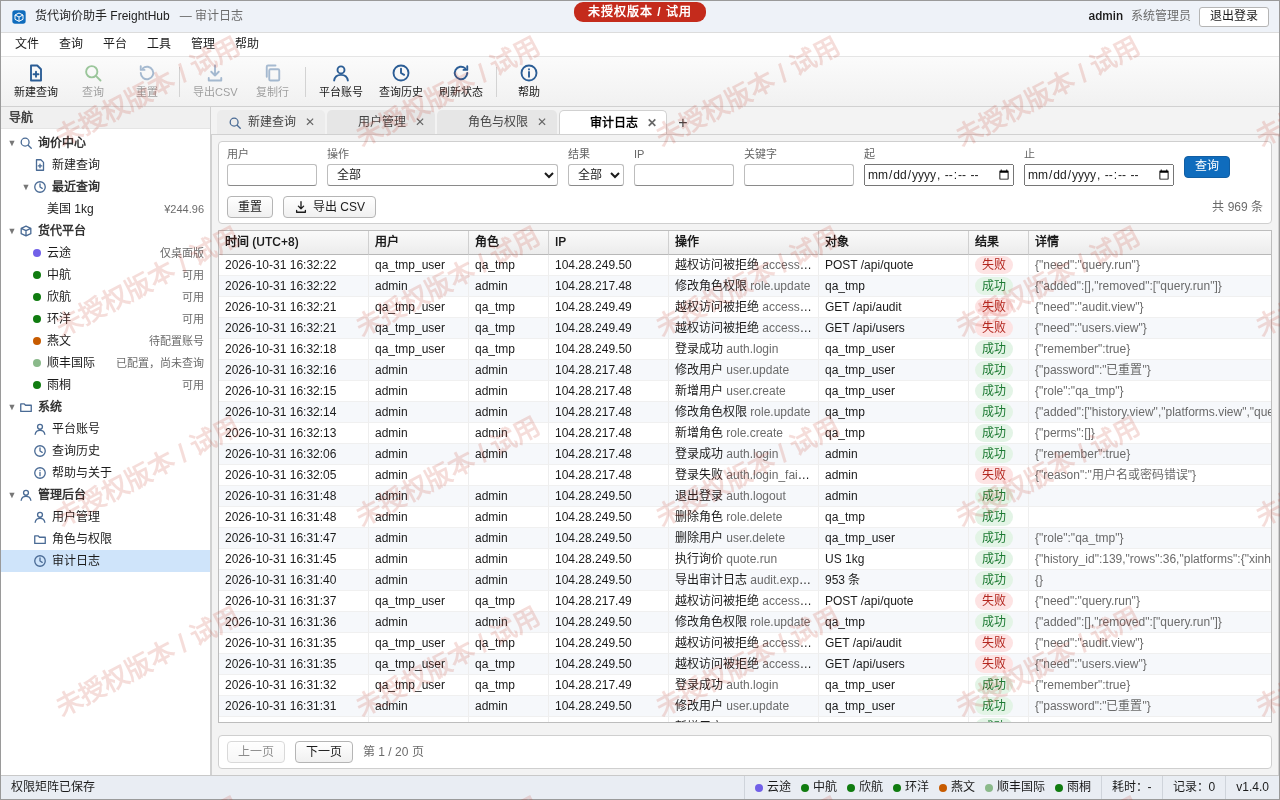 货代询价助手 FreightHub — 审计日志
未授权版本 / 试用
admin 系统管理员 退出登录
文件 查询 平台 工具 管理 帮助
新建查询 查询 重置 导出CSV 复制行 平台账号 查询历史 刷新状态 帮助
导航
询价中心
新建查询
最近查询
美国 1kg ¥244.96
货代平台
云途 仅桌面版
中航 可用
欣航 可用
环洋 可用
燕文 待配置账号
顺丰国际 已配置，尚未查询
雨桐 可用
系统
平台账号
查询历史
帮助与关于
管理后台
用户管理
角色与权限
审计日志
新建查询 ✕ 用户管理 ✕ 角色与权限 ✕ 审计日志 ✕ +
用户 操作 结果 IP 关键字 起 止
全部 全部 mm/dd/yyyy, --:-- -- mm/dd/yyyy, --:-- -- 查询
重置 导出 CSV 共 969 条
时间 (UTC+8) 用户 角色 IP 操作 对象 结果 详情
2026-10-31 16:32:22 qa_tmp_user qa_tmp 104.28.249.50 越权访问被拒绝 access… POST /api/quote 失败 {"need":"query.run"}
2026-10-31 16:32:22 admin admin 104.28.217.48 修改角色权限 role.update qa_tmp 成功 {"added":[],"removed":["query.run"]}
2026-10-31 16:32:21 qa_tmp_user qa_tmp 104.28.249.49 越权访问被拒绝 access… GET /api/audit 失败 {"need":"audit.view"}
2026-10-31 16:32:21 qa_tmp_user qa_tmp 104.28.249.49 越权访问被拒绝 access… GET /api/users 失败 {"need":"users.view"}
2026-10-31 16:32:18 qa_tmp_user qa_tmp 104.28.249.50 登录成功 auth.login qa_tmp_user 成功 {"remember":true}
2026-10-31 16:32:16 admin admin 104.28.217.48 修改用户 user.update qa_tmp_user 成功 {"password":"已重置"}
2026-10-31 16:32:15 admin admin 104.28.217.48 新增用户 user.create qa_tmp_user 成功 {"role":"qa_tmp"}
2026-10-31 16:32:14 admin admin 104.28.217.48 修改角色权限 role.update qa_tmp 成功 {"added":["history.view","platforms.view","que
2026-10-31 16:32:13 admin admin 104.28.217.48 新增角色 role.create qa_tmp 成功 {"perms":[]}
2026-10-31 16:32:06 admin admin 104.28.217.48 登录成功 auth.login admin 成功 {"remember":true}
2026-10-31 16:32:05 admin 104.28.217.48 登录失败 auth.login_fai… admin 失败 {"reason":"用户名或密码错误"}
2026-10-31 16:31:48 admin admin 104.28.249.50 退出登录 auth.logout admin 成功
2026-10-31 16:31:48 admin admin 104.28.249.50 删除角色 role.delete qa_tmp 成功
2026-10-31 16:31:47 admin admin 104.28.249.50 删除用户 user.delete qa_tmp_user 成功 {"role":"qa_tmp"}
2026-10-31 16:31:45 admin admin 104.28.249.50 执行询价 quote.run US 1kg 成功 {"history_id":139,"rows":36,"platforms":{"xinh
2026-10-31 16:31:40 admin admin 104.28.249.50 导出审计日志 audit.exp… 953 条 成功 {}
2026-10-31 16:31:37 qa_tmp_user qa_tmp 104.28.217.49 越权访问被拒绝 access… POST /api/quote 失败 {"need":"query.run"}
2026-10-31 16:31:36 admin admin 104.28.249.50 修改角色权限 role.update qa_tmp 成功 {"added":[],"removed":["query.run"]}
2026-10-31 16:31:35 qa_tmp_user qa_tmp 104.28.249.50 越权访问被拒绝 access… GET /api/audit 失败 {"need":"audit.view"}
2026-10-31 16:31:35 qa_tmp_user qa_tmp 104.28.249.50 越权访问被拒绝 access… GET /api/users 失败 {"need":"users.view"}
2026-10-31 16:31:32 qa_tmp_user qa_tmp 104.28.217.49 登录成功 auth.login qa_tmp_user 成功 {"remember":true}
2026-10-31 16:31:31 admin admin 104.28.249.50 修改用户 user.update qa_tmp_user 成功 {"password":"已重置"}
上一页 下一页 第 1 / 20 页
权限矩阵已保存 云途 中航 欣航 环洋 燕文 顺丰国际 雨桐 耗时： - 记录： 0 v1.4.0